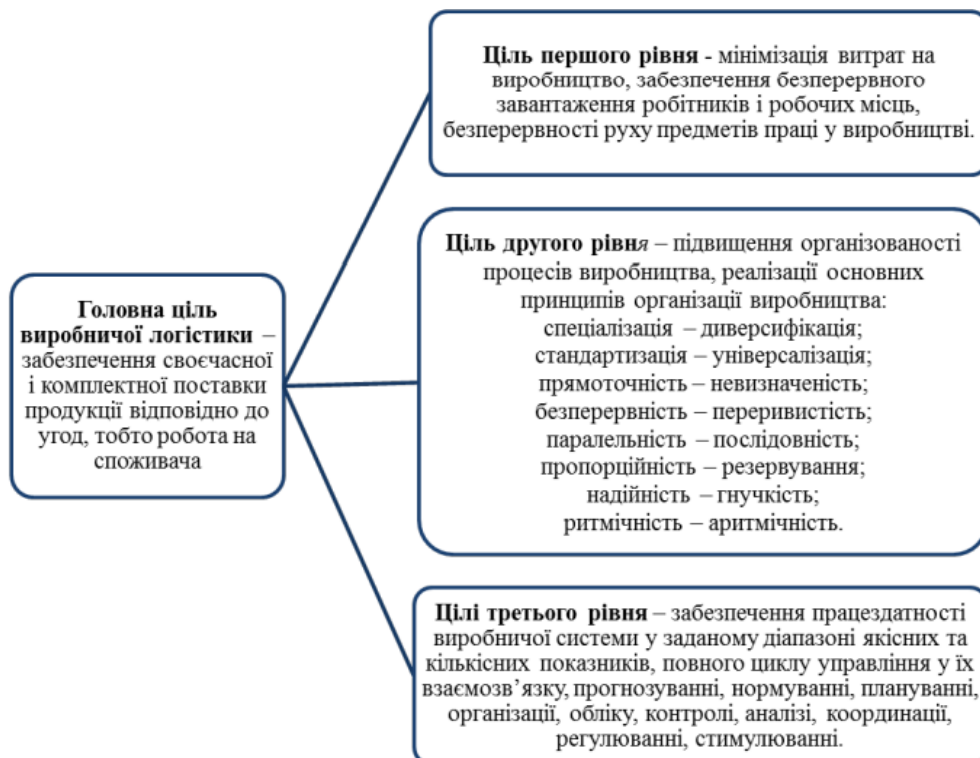 Ціль першого рівня - мінімізація витрат на
виробництво, забезпечення безперервного
завантаження робітників і робочих місць,
безперервності руху предметів праці у виробництві.
Головна ціль
виробничої логістики –
забезпечення своєчасної
і комплектної поставки
продукції відповідно до
угод, тобто робота на
споживача
Ціль другого рівня – підвищення організованості
процесів виробництва, реалізації основних
принципів організації виробництва:
спеціалізація – диверсифікація;
стандартизація – універсалізація;
прямоточність – невизначеність;
безперервність – переривистість;
паралельність – послідовність;
пропорційність – резервування;
надійність – гнучкість;
ритмічність – аритмічність.
Цілі третього рівня – забезпечення працездатності
виробничої системи у заданому діапазоні якісних та
кількісних показників, повного циклу управління у їх
взаємозв’язку, прогнозуванні, нормуванні, плануванні,
організації, обліку, контролі, аналізі, координації,
регулюванні, стимулюванні.